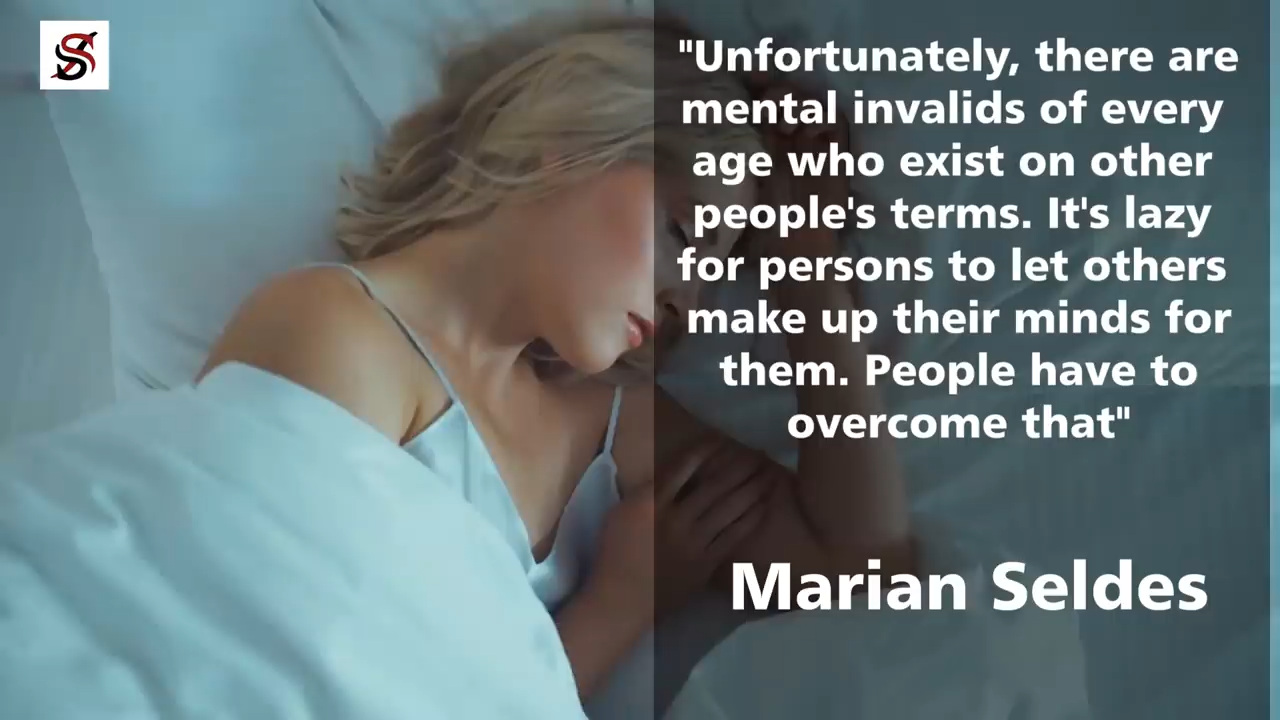 "Unfortunately, there are
mental invalids of every
age who exist on other
people's terms. It's lazy
for persons to let others
make up their minds for
them. People have to
overcome that"
Marian Seldes